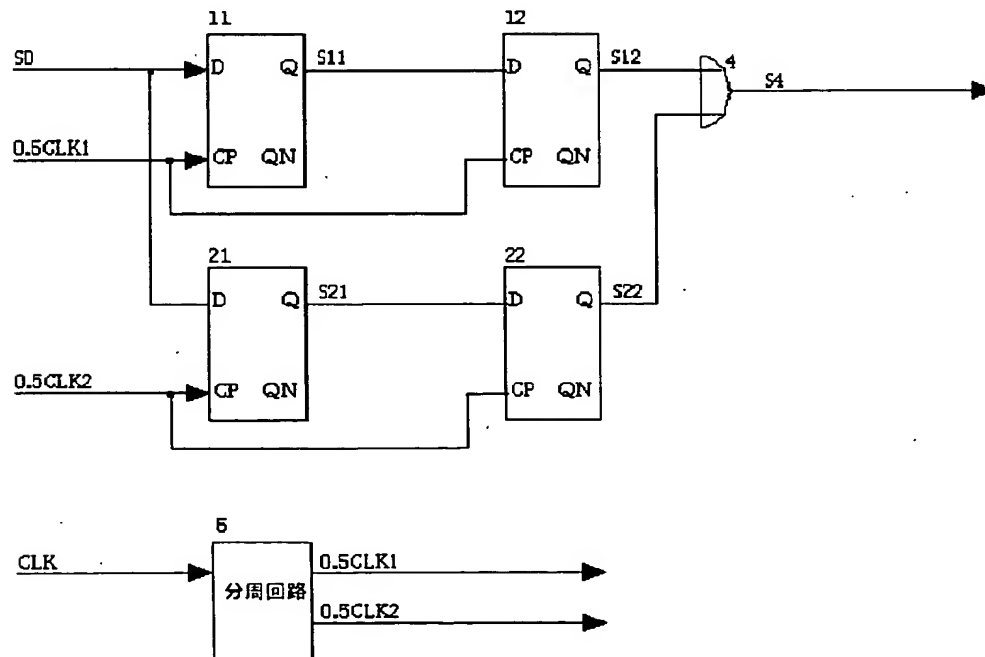 11
12
SD
D
Q
S11
D
Q
S12
4
S4
0.5CLK1
CP
QN
CP
QN
21
22
D
Q
S21
D
Q
S22
0.5CLK2
CP
QN
CP
QN
5
CLK
分周回路
0.5CLK1
0.5CLK2